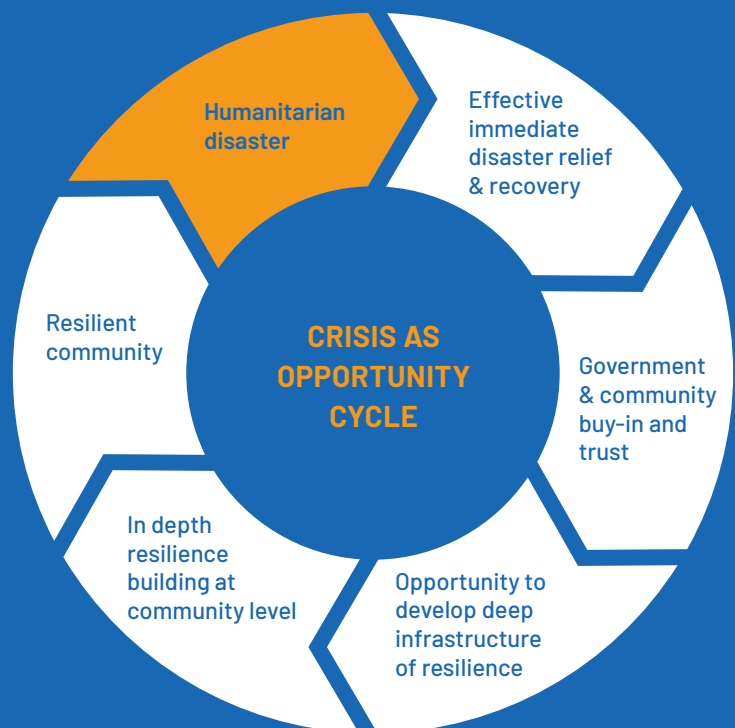 Humanitarian
disaster
Effective
immediate
disaster relief
& recovery
Government
& community
buy-in and
trust
Opportunity to
develop deep
infrastructure
of resilience
In depth
resilience
building at
community level
Resilient
community
CRISIS AS
OPPORTUNITY
CYCLE